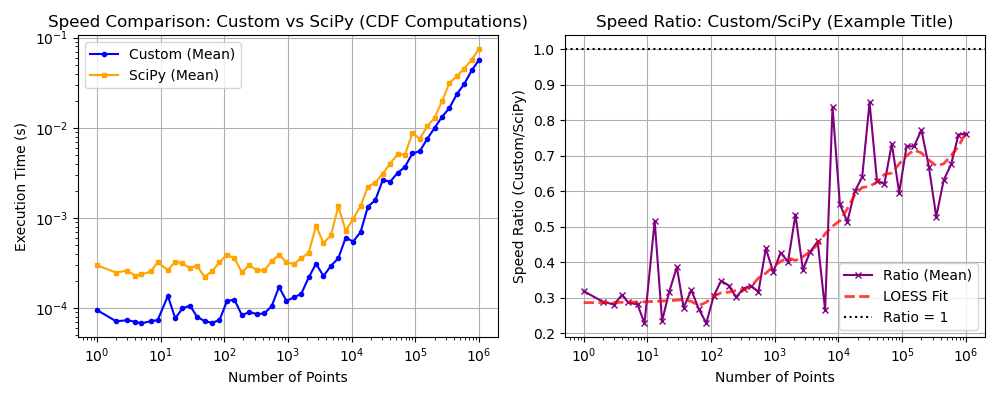 Speed Comparison: Custom vs SciPy (CDF Computations)
Custom (Mean)
SciPy (Mean)
Execution Time (s)
10⁻¹
10⁻²
10⁻³
10⁻⁴
10⁰ 10¹ 10² 10³ 10⁴ 10⁵ 10⁶
Number of Points
Speed Ratio: Custom/SciPy (Example Title)
Speed Ratio (Custom/SciPy)
1.0
0.9
0.8
0.7
0.6
0.5
0.4
0.3
0.2
Ratio (Mean)
LOESS Fit
Ratio = 1
10⁰ 10¹ 10² 10³ 10⁴ 10⁵ 10⁶
Number of Points